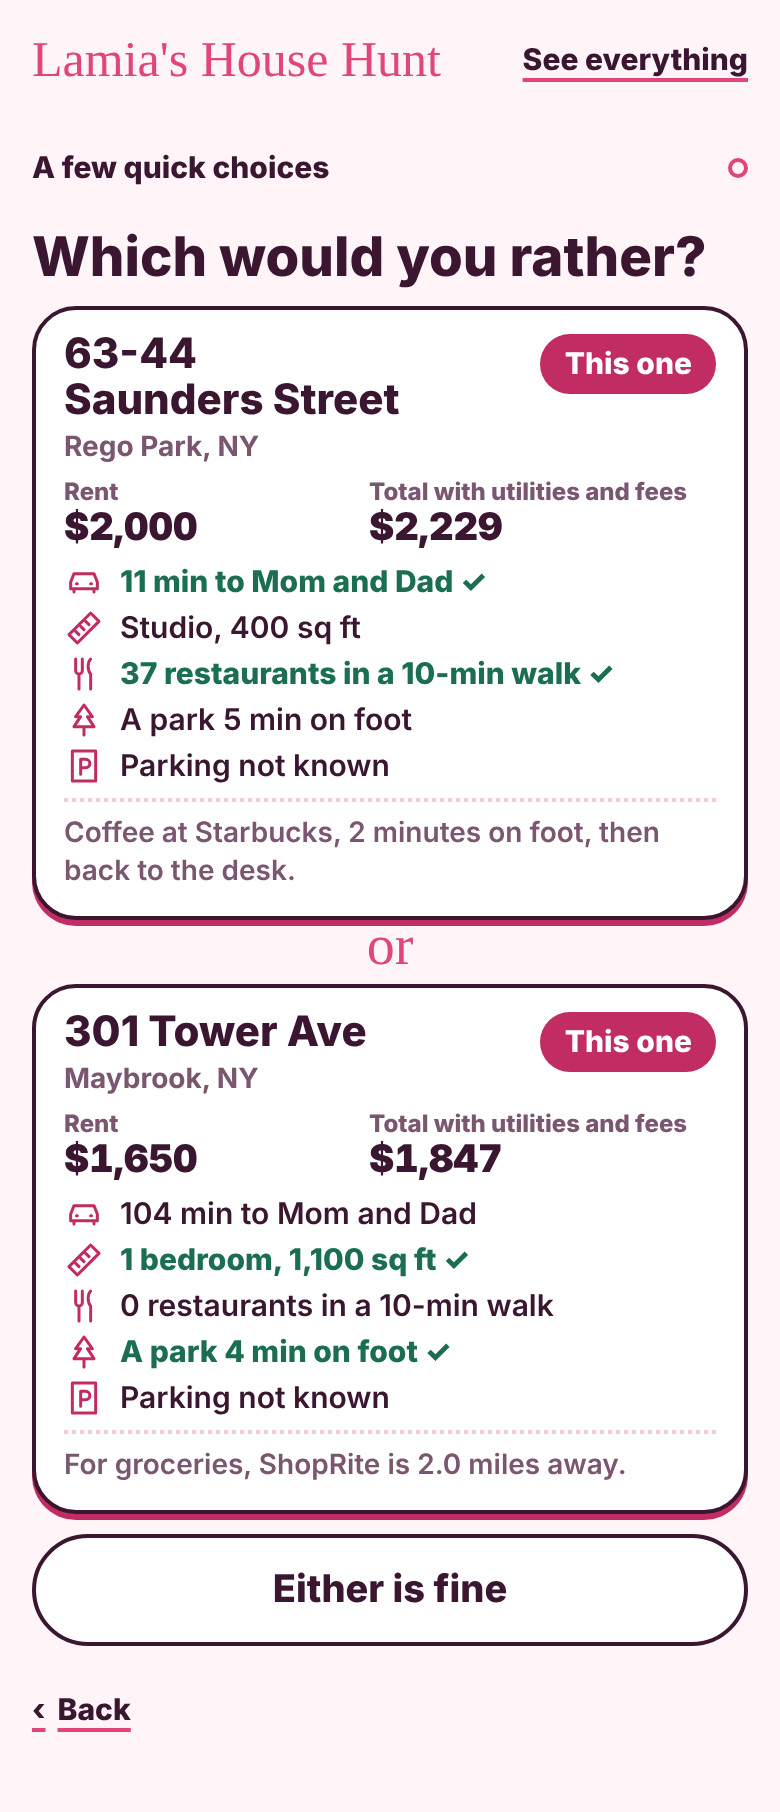 Lamia's House Hunt
See everything
A few quick choices
Which would you rather?
63-44
Saunders Street
This one
Rego Park, NY
Rent
Total with utilities and fees
$2,000
$2,229
11 min to Mom and Dad ✓
Studio, 400 sq ft
37 restaurants in a 10-min walk ✓
A park 5 min on foot
P
Parking not known
Coffee at Starbucks, 2 minutes on foot, then
back to the desk.
or
301 Tower Ave
This one
Maybrook, NY
Rent
Total with utilities and fees
$1,650
$1,847
104 min to Mom and Dad
1 bedroom, 1,100 sq ft ✓
0 restaurants in a 10-min walk
A park 4 min on foot ✓
P
Parking not known
For groceries, ShopRite is 2.0 miles away.
Either is fine
‹ Back